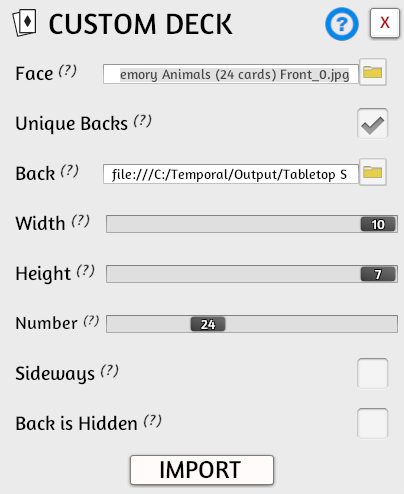 CUSTOM DECK ? X
Face (?) emory Animals (24 cards) Front_0.jpg
Unique Backs (?)
Back (?) file:///C:/Temporal/Output/Tabletop S
Width (?) 10
Height (?) 7
Number (?) 24
Sideways (?)
Back is Hidden (?)
IMPORT